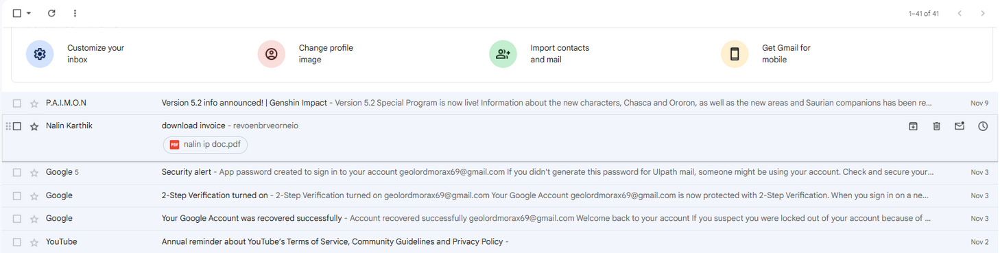 1–41 of 41
Customize your
inbox
Change profile
image
Import contacts
and mail
Get Gmail for
mobile
P.A.I.M.O.N Version 5.2 info announced! | Genshin Impact - Version 5.2 Special Program is now live! Information about the new characters, Chasca and Ororon, as well as the new areas and Saurian companions has been re... Nov 9
Nalin Karthik download invoice - revoenbrveorneio
PDF nalin ip doc.pdf
Google 5 Security alert - App password created to sign in to your account geolordmorax69@gmail.com If you didn't generate this password for UIpath mail, someone might be using your account. Check and secure your... Nov 3
Google 2-Step Verification turned on - 2-Step Verification turned on geolordmorax69@gmail.com Your Google Account geolordmorax69@gmail.com is now protected with 2-Step Verification. When you sign in on a ne... Nov 3
Google Your Google Account was recovered successfully - Account recovered successfully geolordmorax69@gmail.com Welcome back to your account If you suspect you were locked out of your account because of ... Nov 3
YouTube Annual reminder about YouTube's Terms of Service, Community Guidelines and Privacy Policy - Nov 2